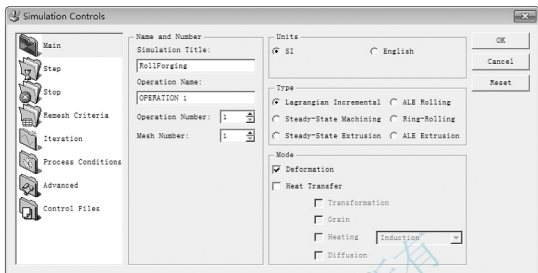 Simulation Controls
Main
Step
Stop
Remesh Criteria
Iteration
Process Conditions
Advanced
Control Files
Name and Number
Simulation Title:
RollForging
Operation Name:
OPERATION 1
Operation Number: 1
Mesh Number: 1
Units
SI English
Type
Lagrangian Incremental ALE Rolling
Steady-State Machining Ring-Rolling
Steady-State Extrusion ALE Extrusion
Mode
Deformation
Heat Transfer
Transformation
Grain
Heating Induction
Diffusion
OK
Cancel
Reset